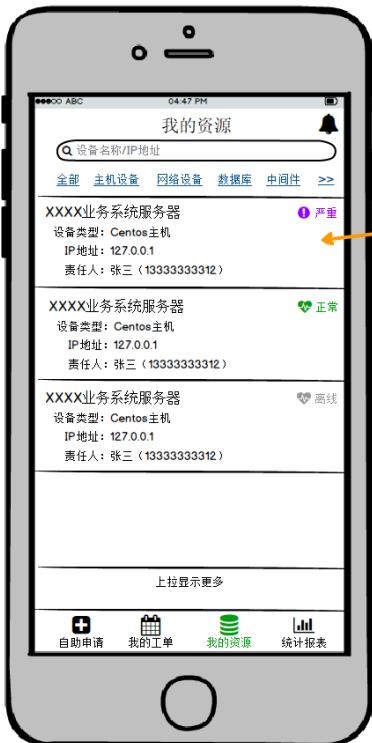 ABC 04:47 PM
我的资源
设备名称/IP地址
全部 主机设备 网络设备 数据库 中间件 >>
XXXX业务系统服务器 严重
设备类型：Centos主机
IP地址：127.0.0.1
责任人：张三（13333333312）
XXXX业务系统服务器 正常
设备类型：Centos主机
IP地址：127.0.0.1
责任人：张三（13333333312）
XXXX业务系统服务器 离线
设备类型：Centos主机
IP地址：127.0.0.1
责任人：张三（13333333312）
上拉显示更多
自助申请 我的工单 我的资源 统计报表